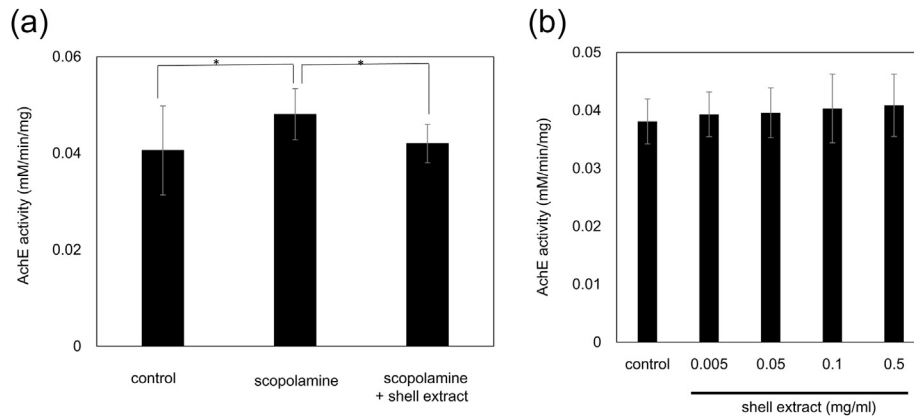 (a)
0.06
0.04
0.02
0
AchE activity (mM/min/mg)
*
*
control
scopolamine
scopolamine
+ shell extract
(b)
0.05
0.04
0.03
0.02
0.01
0
AchE activity (mM/min/mg)
control
0.005
0.05
0.1
0.5
shell extract (mg/ml)